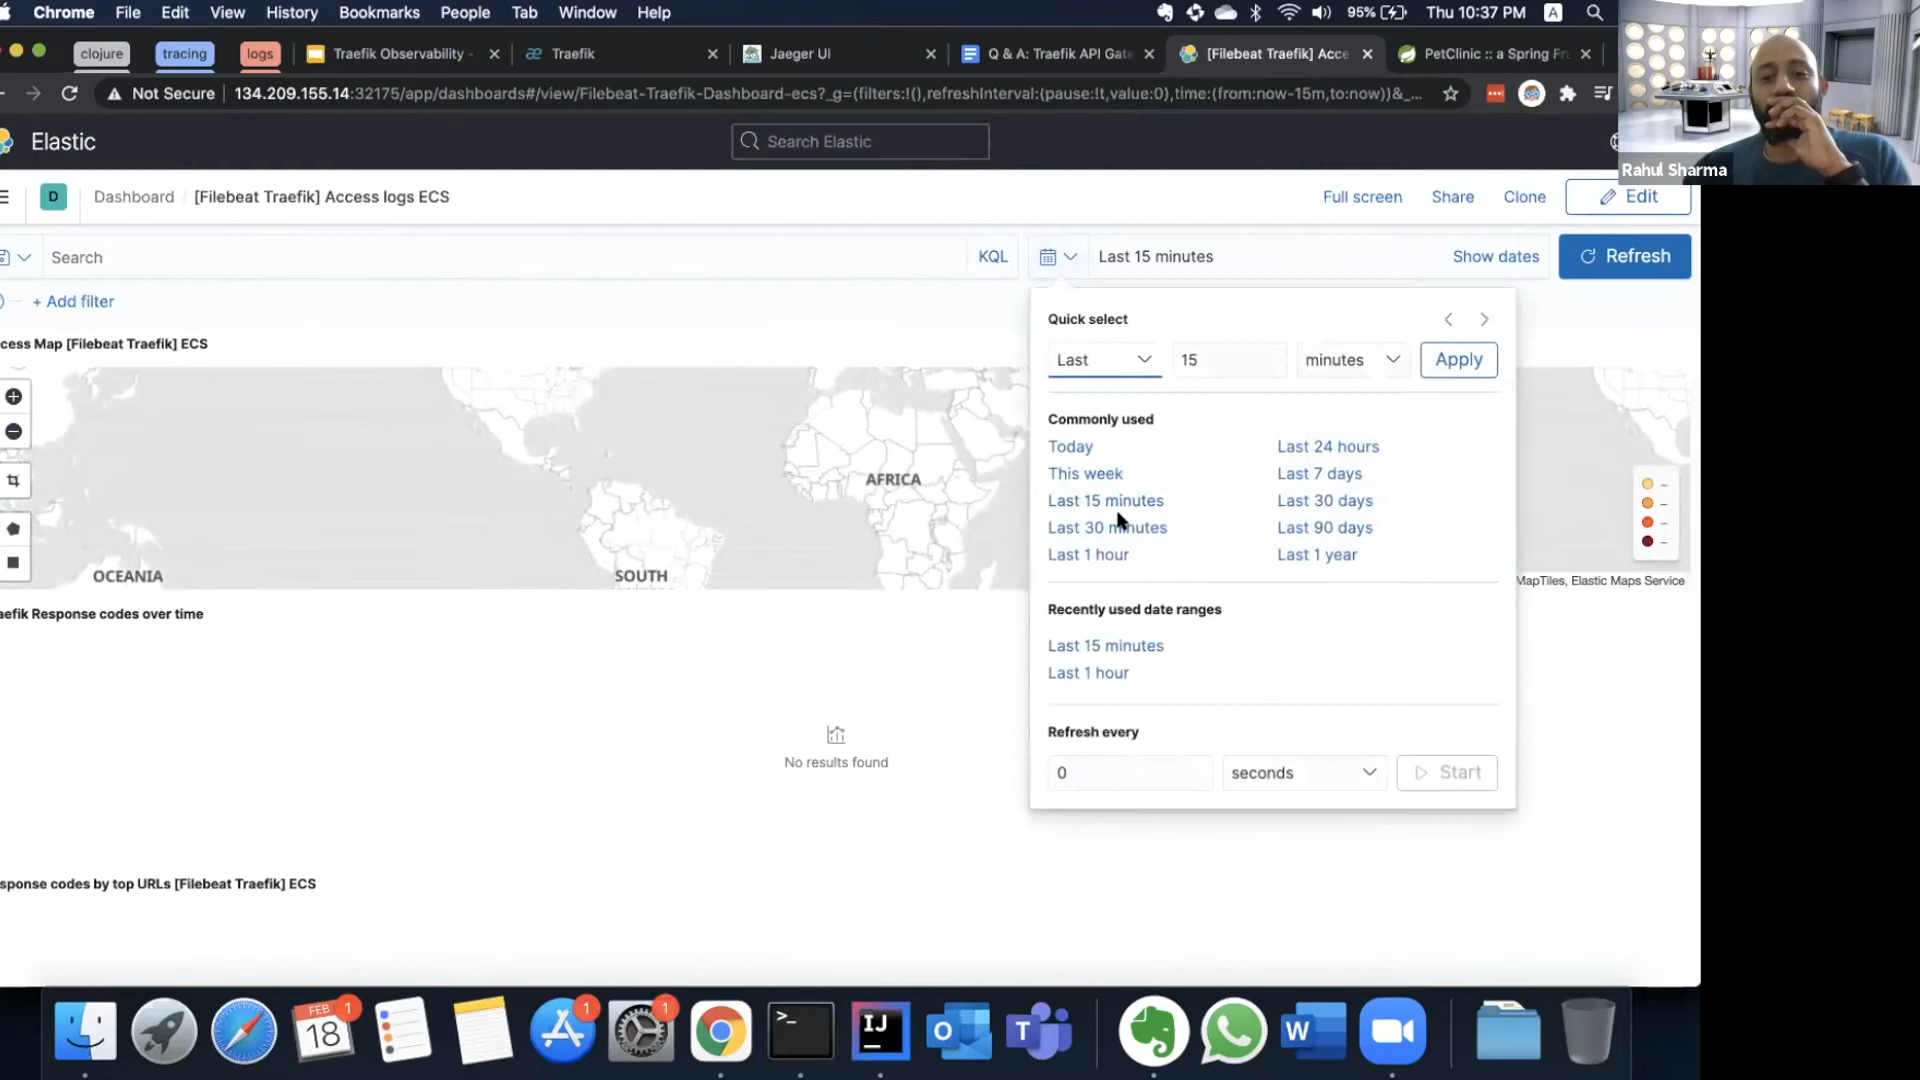 Chrome File Edit View History Bookmarks People Tab Window Help 95% Thu 10:37 PM A
clojure tracing logs Traefik Observability - Traefik Jaeger UI Q & A: Traefik API Gate [Filebeat Traefik] Acce PetClinic :: a Spring Fra
Not Secure 134.209.155.14:32175/app/dashboards#/view/Filebeat-Traefik-Dashboard-ecs?_g=(filters:!(),refreshInterval:(pause:!t,value:0),time:(from:now-15m,to:now))&_...
Elastic Search Elastic
Rahul Sharma
D Dashboard / [Filebeat Traefik] Access logs ECS Full screen Share Clone Edit
Search KQL Last 15 minutes Show dates Refresh
+ Add filter
cess Map [Filebeat Traefik] ECS
Quick select
Last 15 minutes Apply
Commonly used
Today Last 24 hours
This week Last 7 days
Last 15 minutes Last 30 days
Last 30 minutes Last 90 days
Last 1 hour Last 1 year
AFRICA
OCEANIA SOUTH
MapTiles, Elastic Maps Service
aefik Response codes over time
Recently used date ranges
Last 15 minutes
Last 1 hour
No results found
Refresh every
0 seconds Start
sponse codes by top URLs [Filebeat Traefik] ECS
FEB 18 1 1 1 >_ IJ O T W